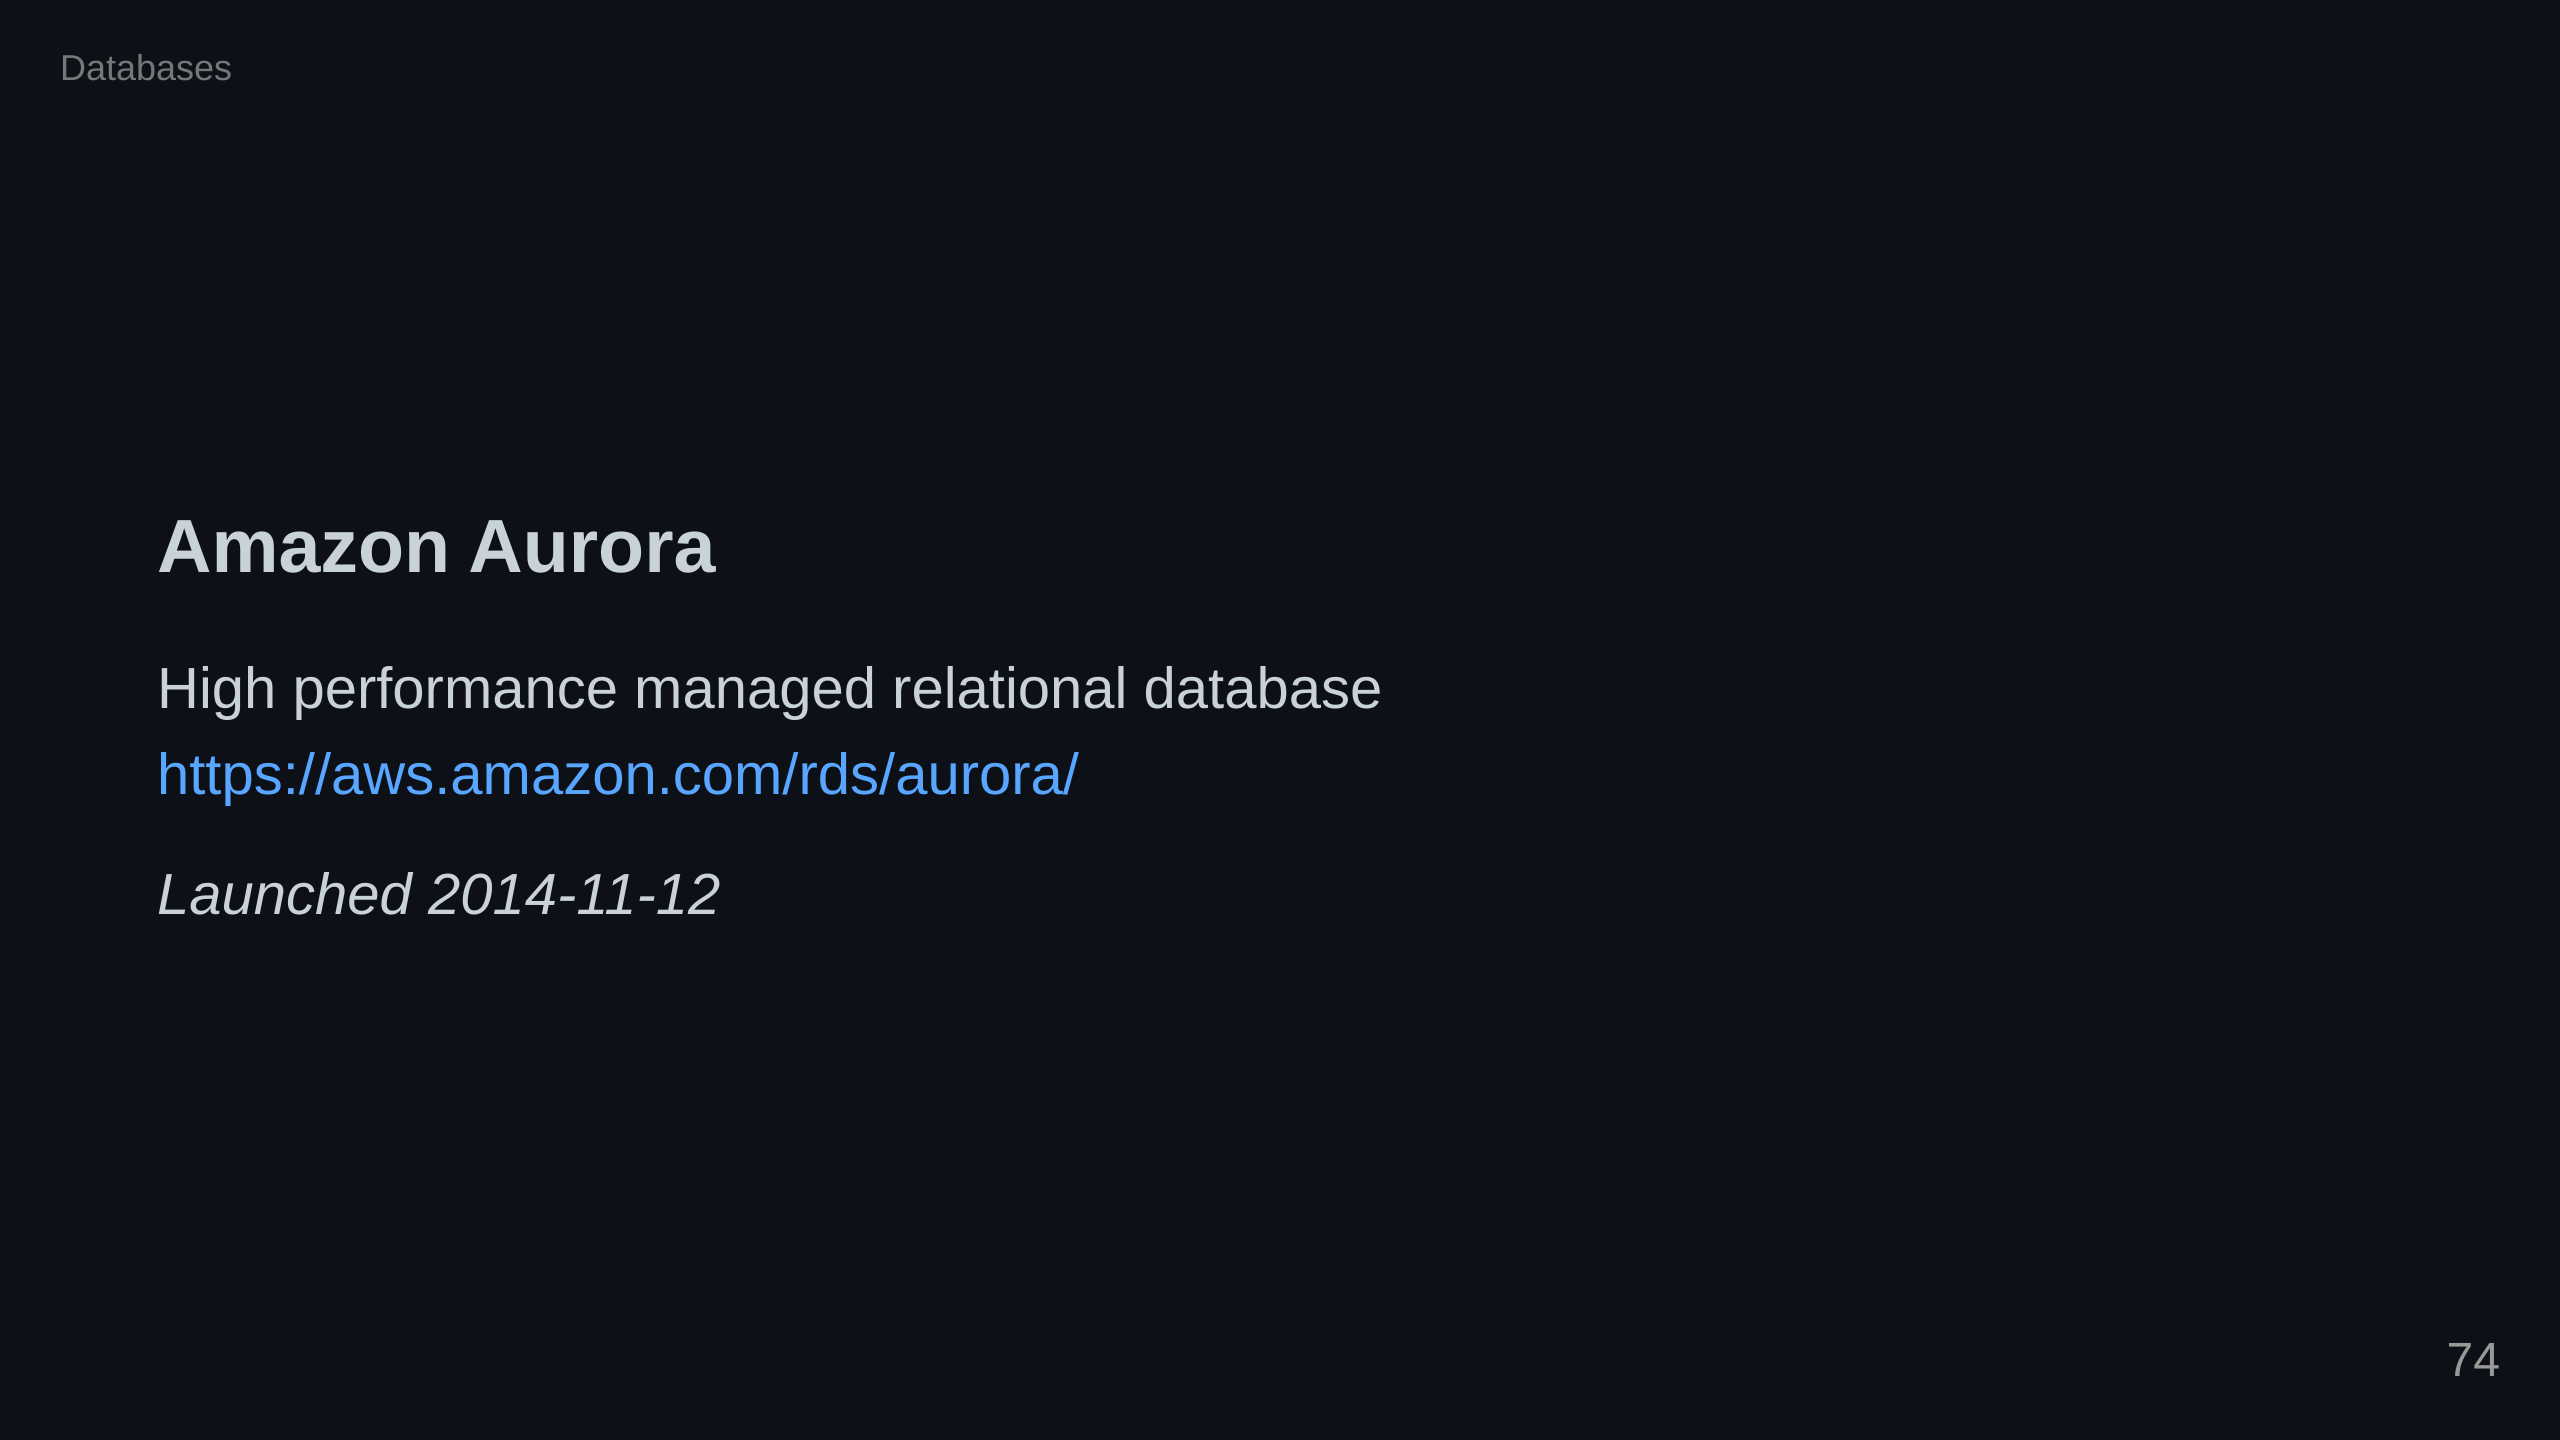 Databases
Amazon Aurora
High performance managed relational database
https://aws.amazon.com/rds/aurora/
Launched 2014-11-12
74